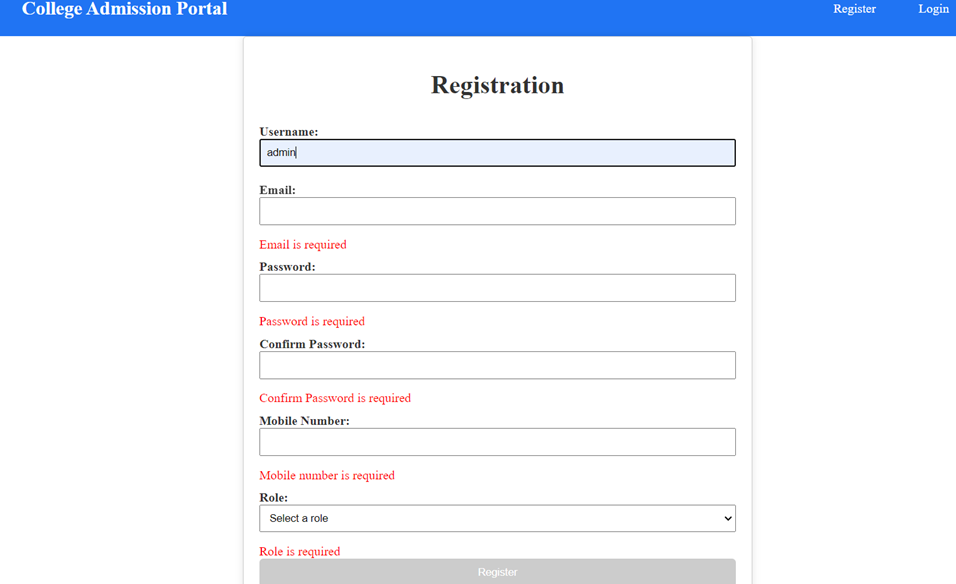 College Admission Portal
Register
Login
Registration
Username:
admin
Email:
Email is required
Password:
Password is required
Confirm Password:
Confirm Password is required
Mobile Number:
Mobile number is required
Role:
Select a role
Role is required
Register